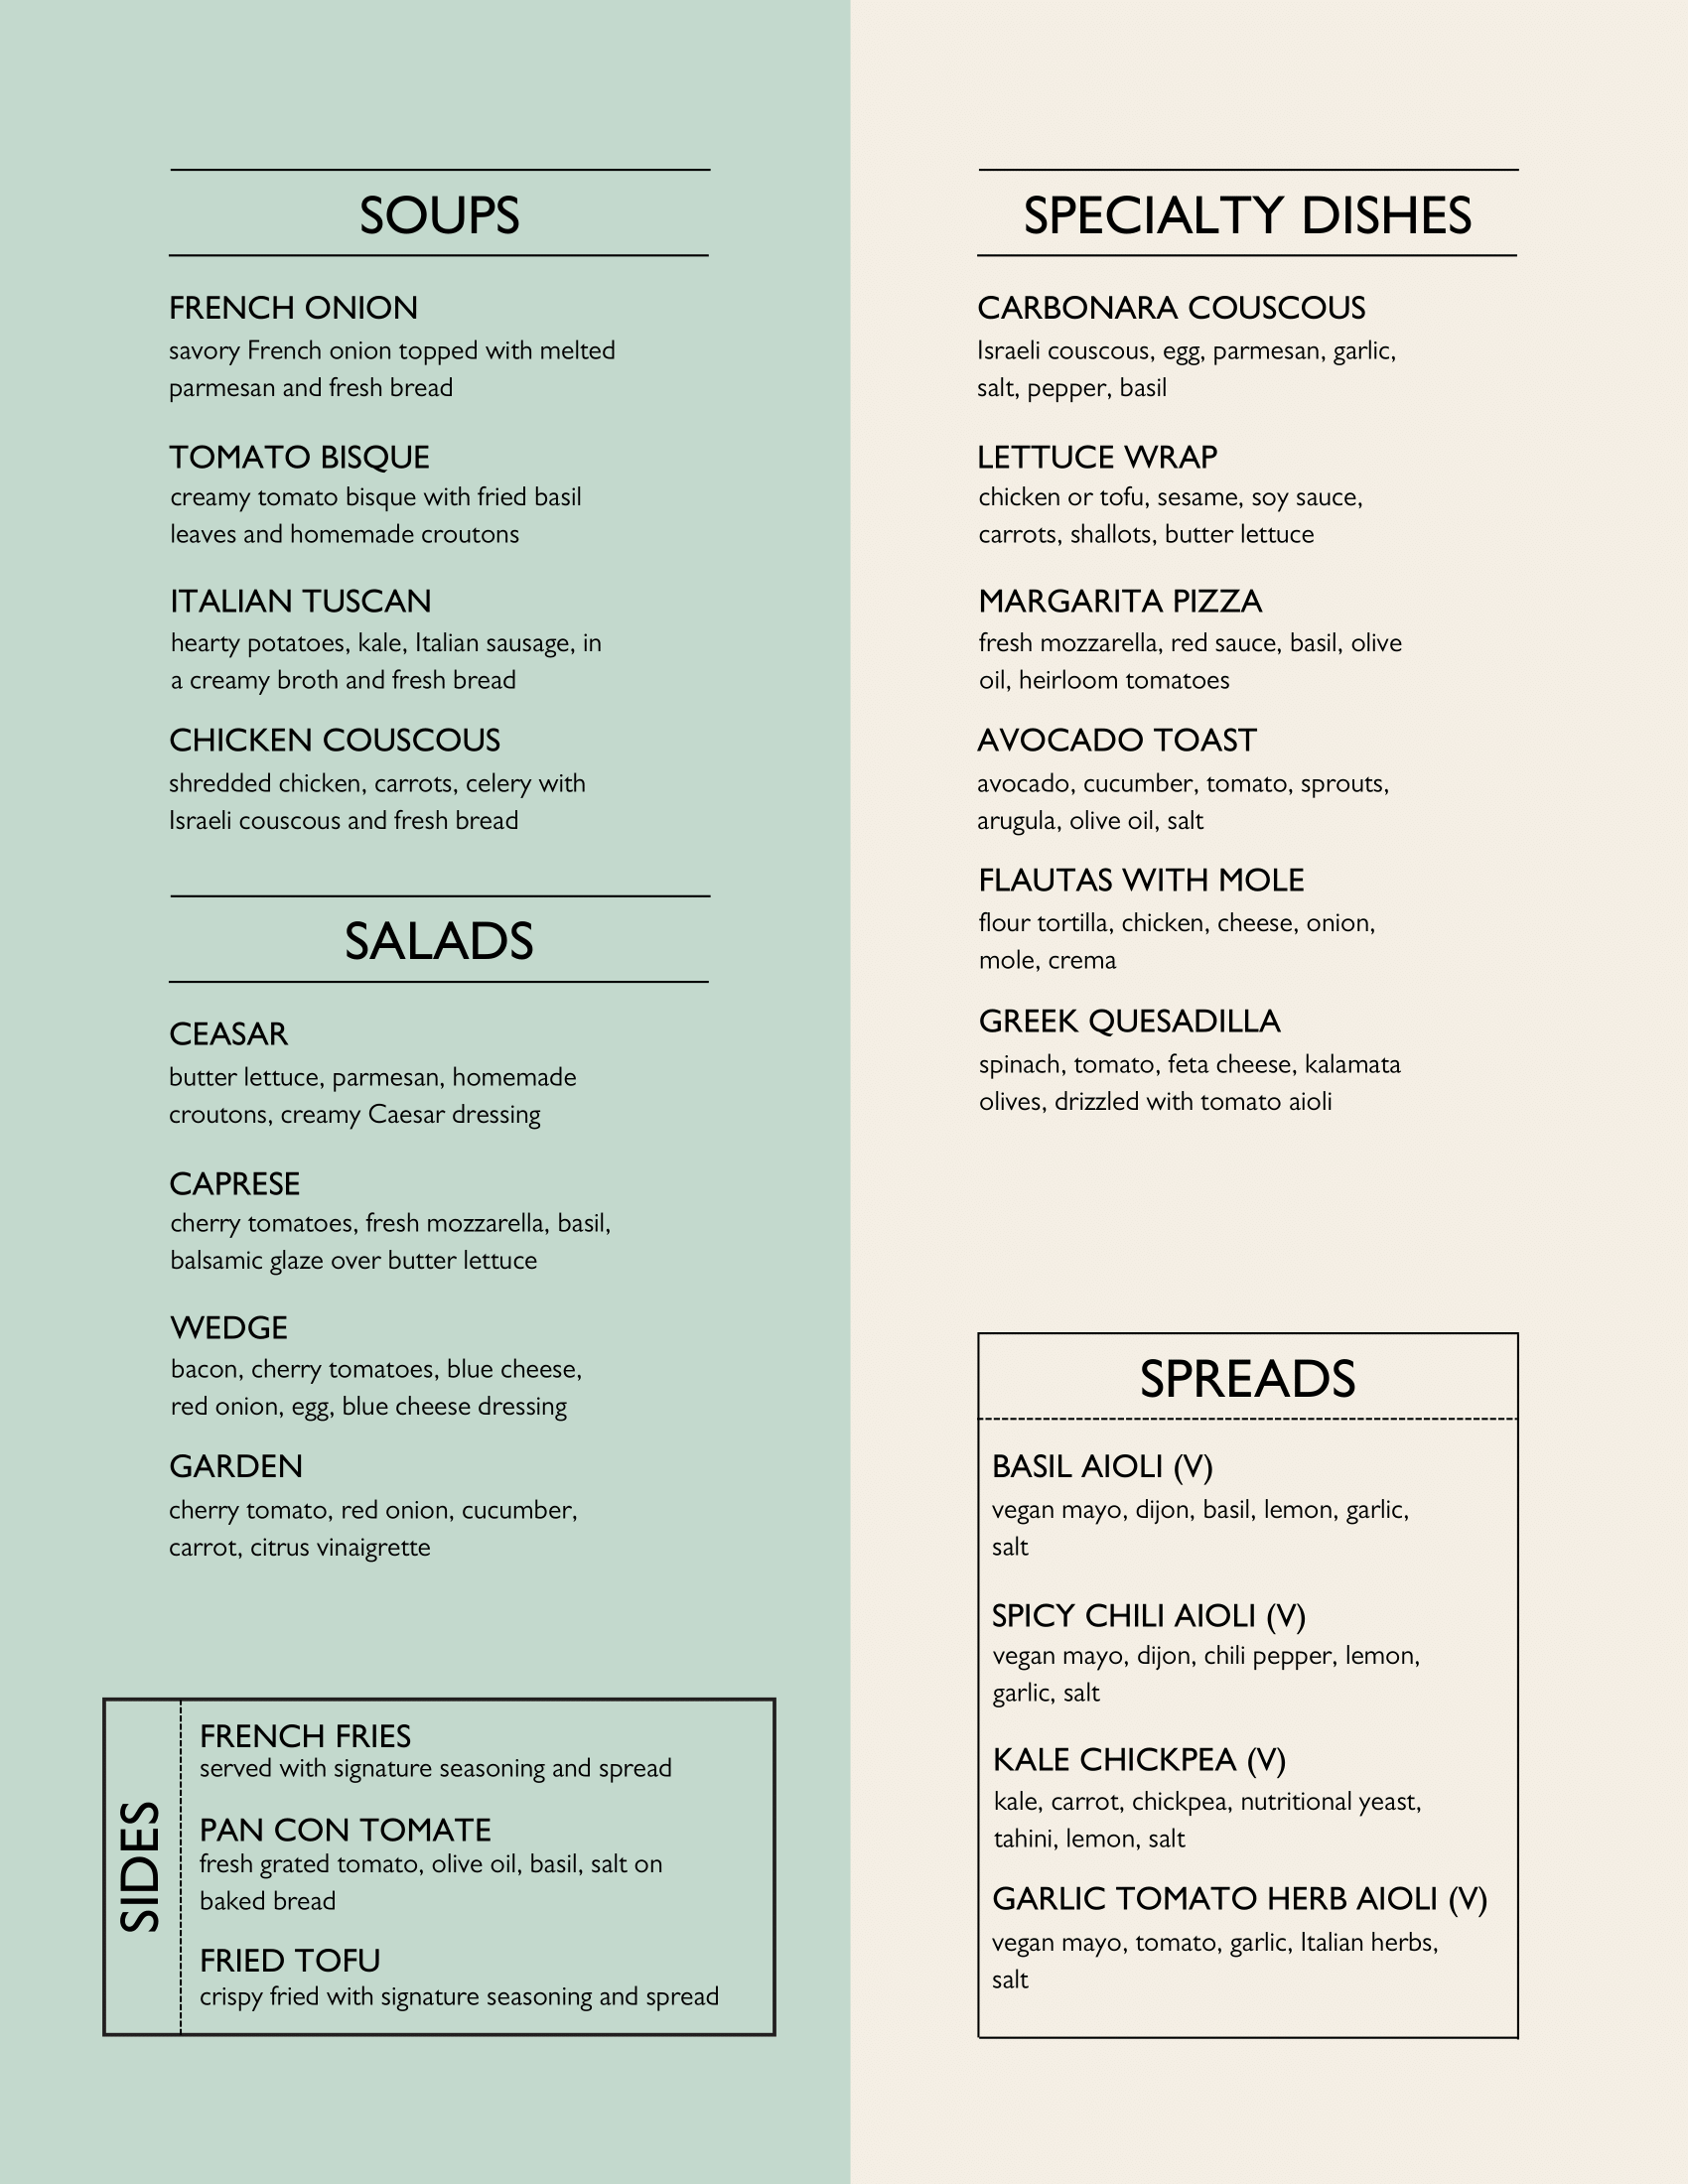 SOUPS
FRENCH ONION
savory French onion topped with melted
parmesan and fresh bread
TOMATO BISQUE
creamy tomato bisque with fried basil
leaves and homemade croutons
ITALIAN TUSCAN
hearty potatoes, kale, Italian sausage, in
a creamy broth and fresh bread
CHICKEN COUSCOUS
shredded chicken, carrots, celery with
Israeli couscous and fresh bread
SALADS
CEASAR
butter lettuce, parmesan, homemade
croutons, creamy Caesar dressing
CAPRESE
cherry tomatoes, fresh mozzarella, basil,
balsamic glaze over butter lettuce
WEDGE
bacon, cherry tomatoes, blue cheese,
red onion, egg, blue cheese dressing
GARDEN
cherry tomato, red onion, cucumber,
carrot, citrus vinaigrette
SIDES
FRENCH FRIES
served with signature seasoning and spread
PAN CON TOMATE
fresh grated tomato, olive oil, basil, salt on
baked bread
FRIED TOFU
crispy fried with signature seasoning and spread
SPECIALTY DISHES
CARBONARA COUSCOUS
Israeli couscous, egg, parmesan, garlic,
salt, pepper, basil
LETTUCE WRAP
chicken or tofu, sesame, soy sauce,
carrots, shallots, butter lettuce
MARGARITA PIZZA
fresh mozzarella, red sauce, basil, olive
oil, heirloom tomatoes
AVOCADO TOAST
avocado, cucumber, tomato, sprouts,
arugula, olive oil, salt
FLAUTAS WITH MOLE
flour tortilla, chicken, cheese, onion,
mole, crema
GREEK QUESADILLA
spinach, tomato, feta cheese, kalamata
olives, drizzled with tomato aioli
SPREADS
BASIL AIOLI (V)
vegan mayo, dijon, basil, lemon, garlic,
salt
SPICY CHILI AIOLI (V)
vegan mayo, dijon, chili pepper, lemon,
garlic, salt
KALE CHICKPEA (V)
kale, carrot, chickpea, nutritional yeast,
tahini, lemon, salt
GARLIC TOMATO HERB AIOLI (V)
vegan mayo, tomato, garlic, Italian herbs,
salt